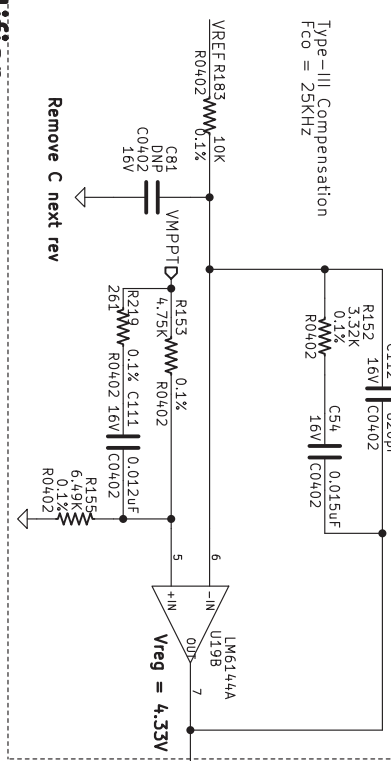 Type-III Compensation
Fco = 25KHz
VREF
R183
10K
R0402
0.1%
C81
DNP
C0402
16V
Remove C next rev
VMPPT
R153
0.1%
4.75K
R0402
R219
0.1%
261
R0402
C111
0.012uF
16V
C0402
R155
6.49K
0.1%
R0402
R152
3.32K
0.1%
R0402
C54
0.015uF
16V
C0402
16V
C0402
6
-IN
5
+IN
OUT
7
LM6144A
U19B
Vreg = 4.33V